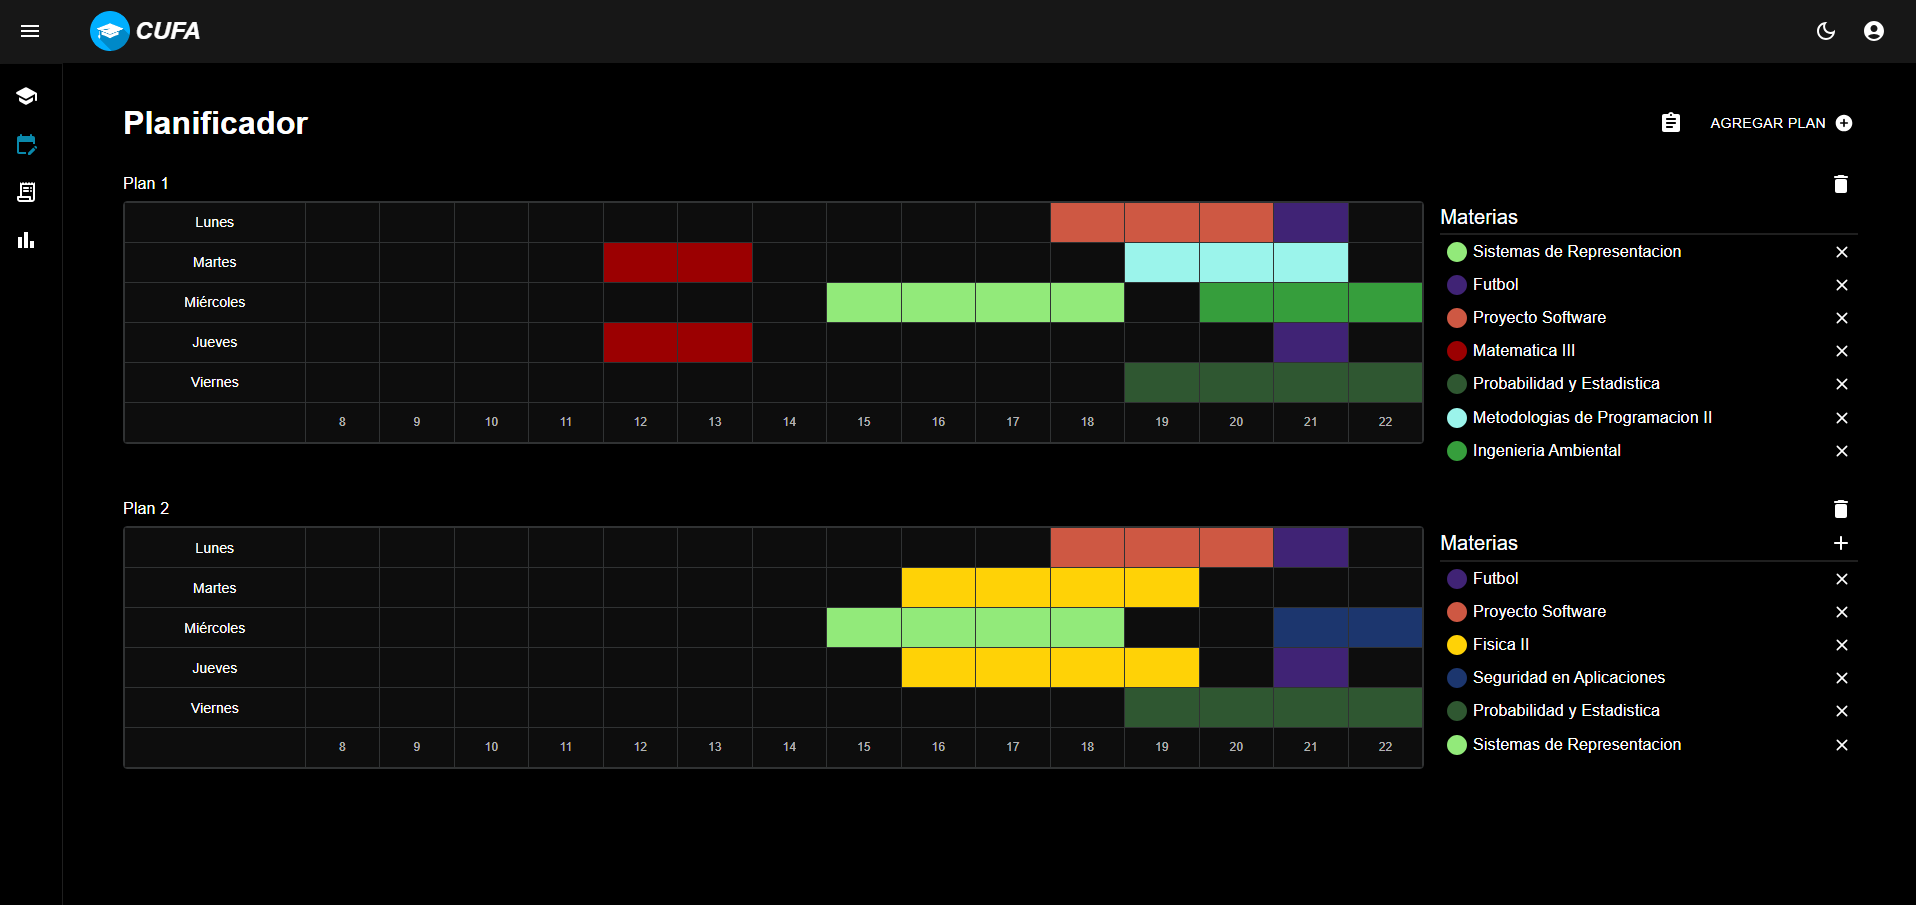 CUFA
Planificador
AGREGAR PLAN
Plan 1
Lunes
Martes
Miércoles
Jueves
Viernes
8 9 10 11 12 13 14 15 16 17 18 19 20 21 22
Materias
Sistemas de Representacion
Futbol
Proyecto Software
Matematica III
Probabilidad y Estadistica
Metodologias de Programacion II
Ingenieria Ambiental
Plan 2
Lunes
Martes
Miércoles
Jueves
Viernes
8 9 10 11 12 13 14 15 16 17 18 19 20 21 22
Materias
Futbol
Proyecto Software
Fisica II
Seguridad en Aplicaciones
Probabilidad y Estadistica
Sistemas de Representacion